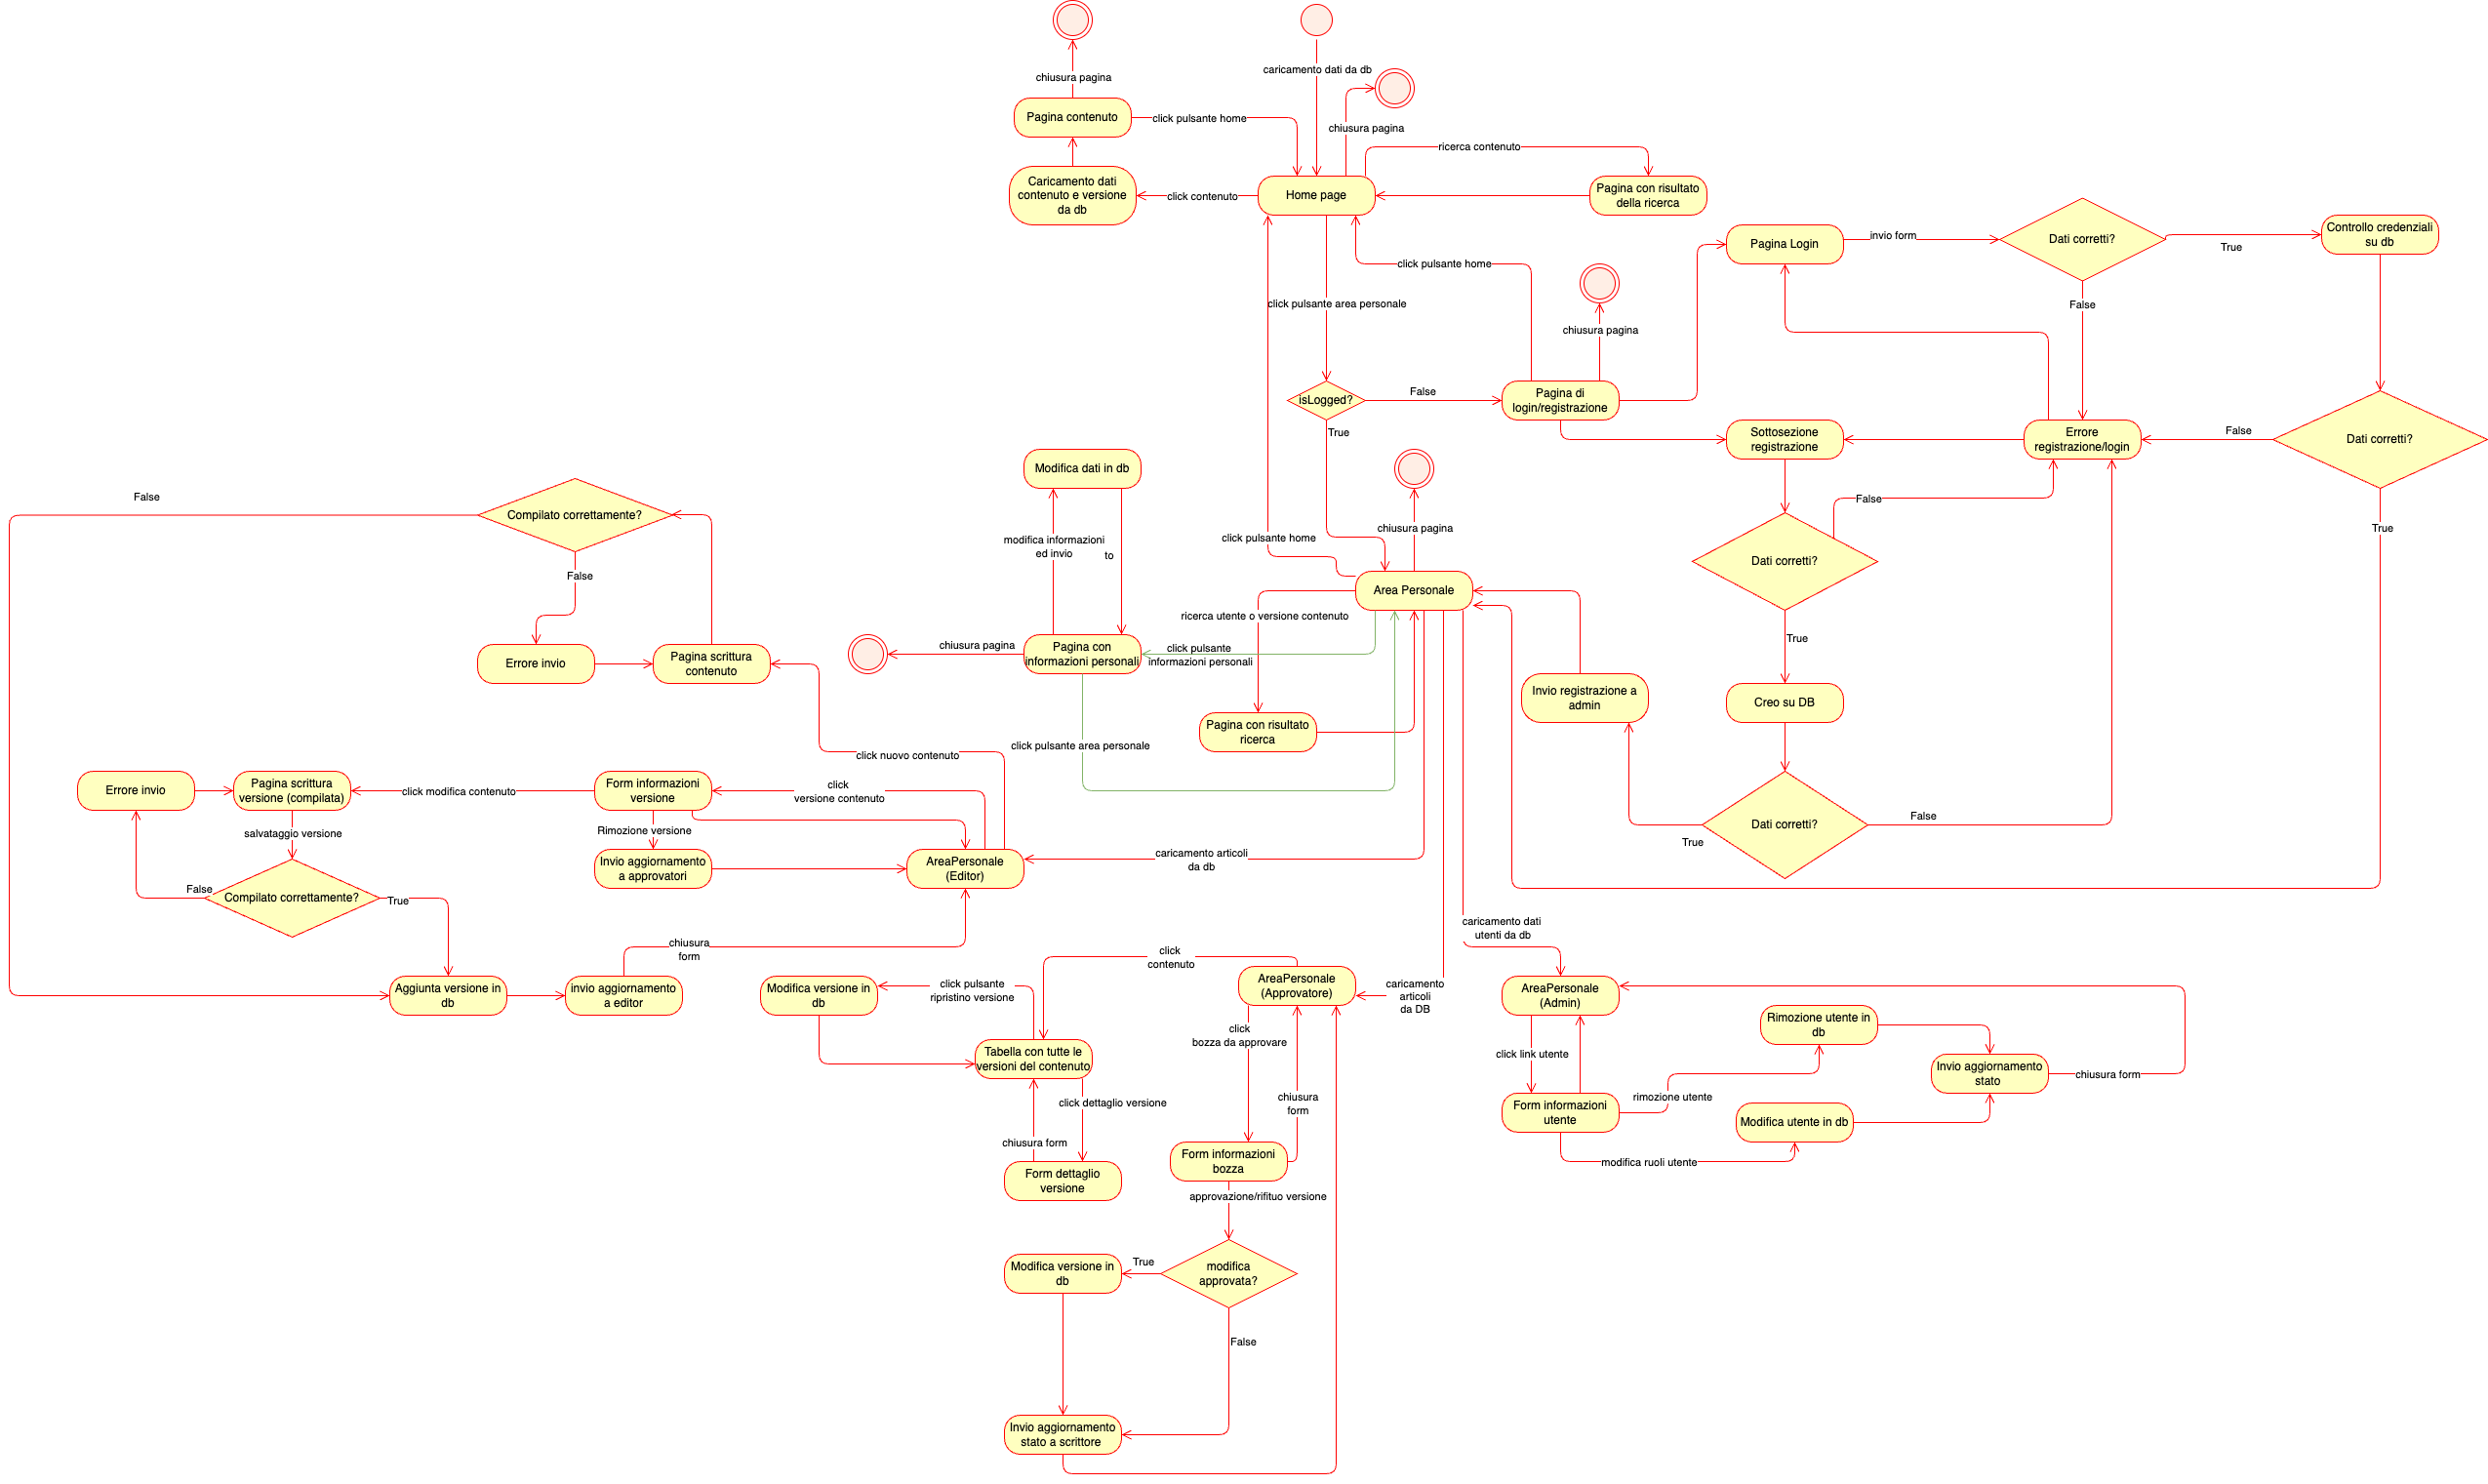 caricamento dati da db
chiusura pagina
Pagina contenuto
click pulsante home
chiusura pagina
ricerca contenuto
Caricamento dati
contenuto e versione
da db
click contenuto
Home page
Pagina con risultato
della ricerca
Pagina Login
invio form
Dati corretti?
True
Controllo credenziali
su db
click pulsante home
click pulsante area personale
chiusura pagina
False
isLogged?
False
Pagina di
login/registrazione
True
Sottosezione
registrazione
Errore
registrazione/login
False
Dati corretti?
Modifica dati in db
False
Compilato correttamente?
modifica informazioni
ed invio
to
click pulsante home
chiusura pagina
False
True
False
Dati corretti?
Area Personale
ricerca utente o versione contenuto
True
Errore invio
Pagina scrittura
contenuto
chiusura pagina
Pagina con
informazioni personali
click pulsante
informazioni personali
Invio registrazione a
admin
Creo su DB
Pagina con risultato
ricerca
click pulsante area personale
click nuovo contenuto
Errore invio
Pagina scrittura
versione (compilata)
click modifica contenuto
Form informazioni
versione
click
versione contenuto
salvataggio versione
Rimozione versione
Dati corretti?
False
True
Invio aggiornamento
a approvatori
AreaPersonale
(Editor)
caricamento articoli
da db
False
Compilato correttamente?
True
caricamento dati
utenti da db
chiusura
form
click
contenuto
Aggiunta versione in
db
invio aggiornamento
a editor
Modifica versione in
db
click pulsante
ripristino versione
AreaPersonale
(Approvatore)
caricamento
articoli
da DB
AreaPersonale
(Admin)
Rimozione utente in
db
click
bozza da approvare
click link utente
Tabella con tutte le
versioni del contenuto
Invio aggiornamento
stato
chiusura form
click dettaglio versione
chiusura
form
rimozione utente
Form informazioni
utente
Modifica utente in db
chiusura form
Form informazioni
bozza
modifica ruoli utente
Form dettaglio
versione
approvazione/rifituo versione
Modifica versione in
db
True
modifica
approvata?
False
Invio aggiornamento
stato a scrittore